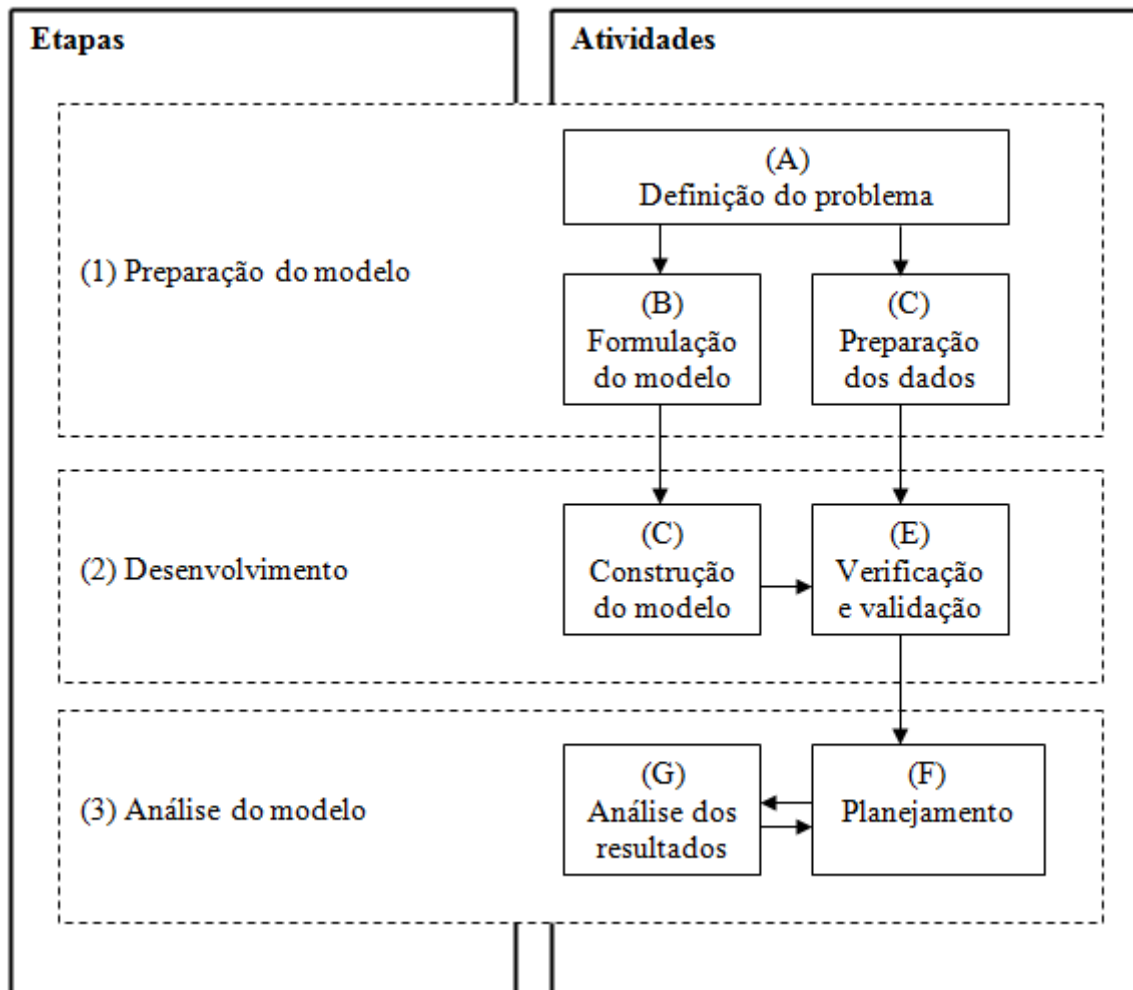 Etapas
Atividades
(A)
Definição do problema
(1) Preparação do modelo
(B)
Formulação
do modelo
(C)
Preparação
dos dados
(2) Desenvolvimento
(C)
Construção
do modelo
(E)
Verificação
e validação
(3) Análise do modelo
(G)
Análise dos
resultados
(F)
Planejamento